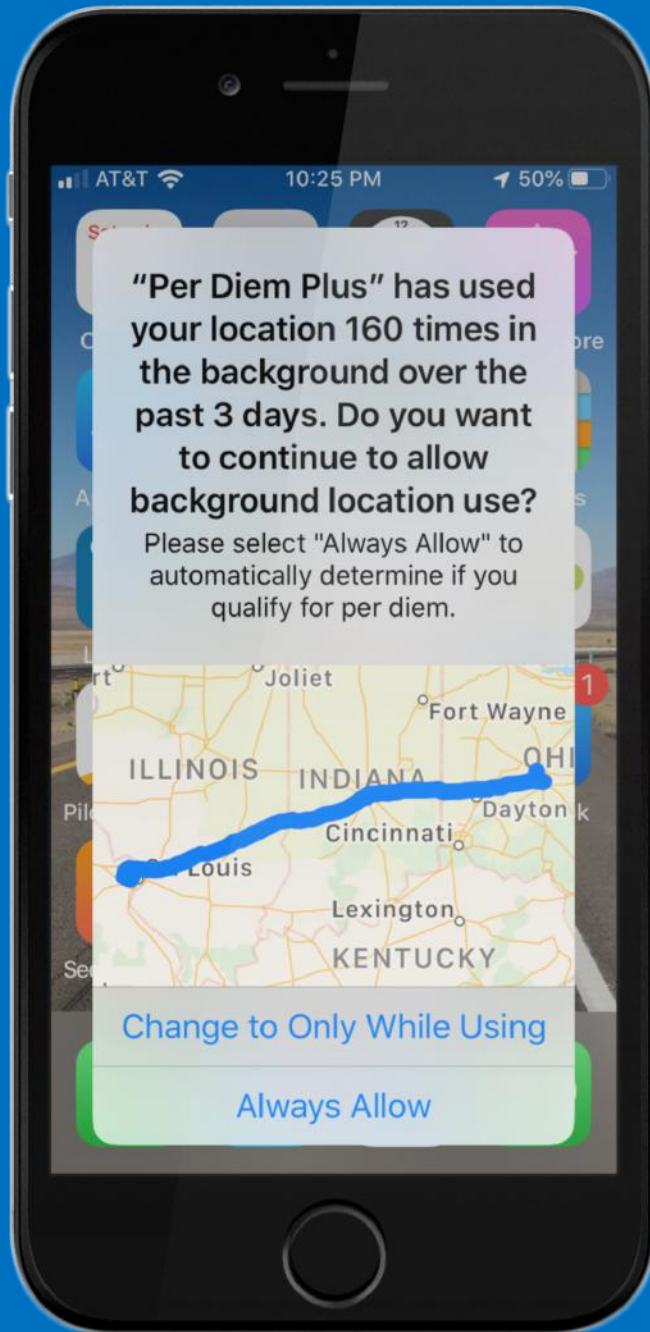 AT&T 10:25 PM 50%
12
"Per Diem Plus" has used
your location 160 times in
the background over the
past 3 days. Do you want
to continue to allow
background location use?
Please select "Always Allow" to
automatically determine if you
qualify for per diem.
Joliet
Fort Wayne
1
ILLINOIS INDIANA OHI
Dayton
Cincinnati
Louis
Lexington
KENTUCKY
Change to Only While Using
Always Allow